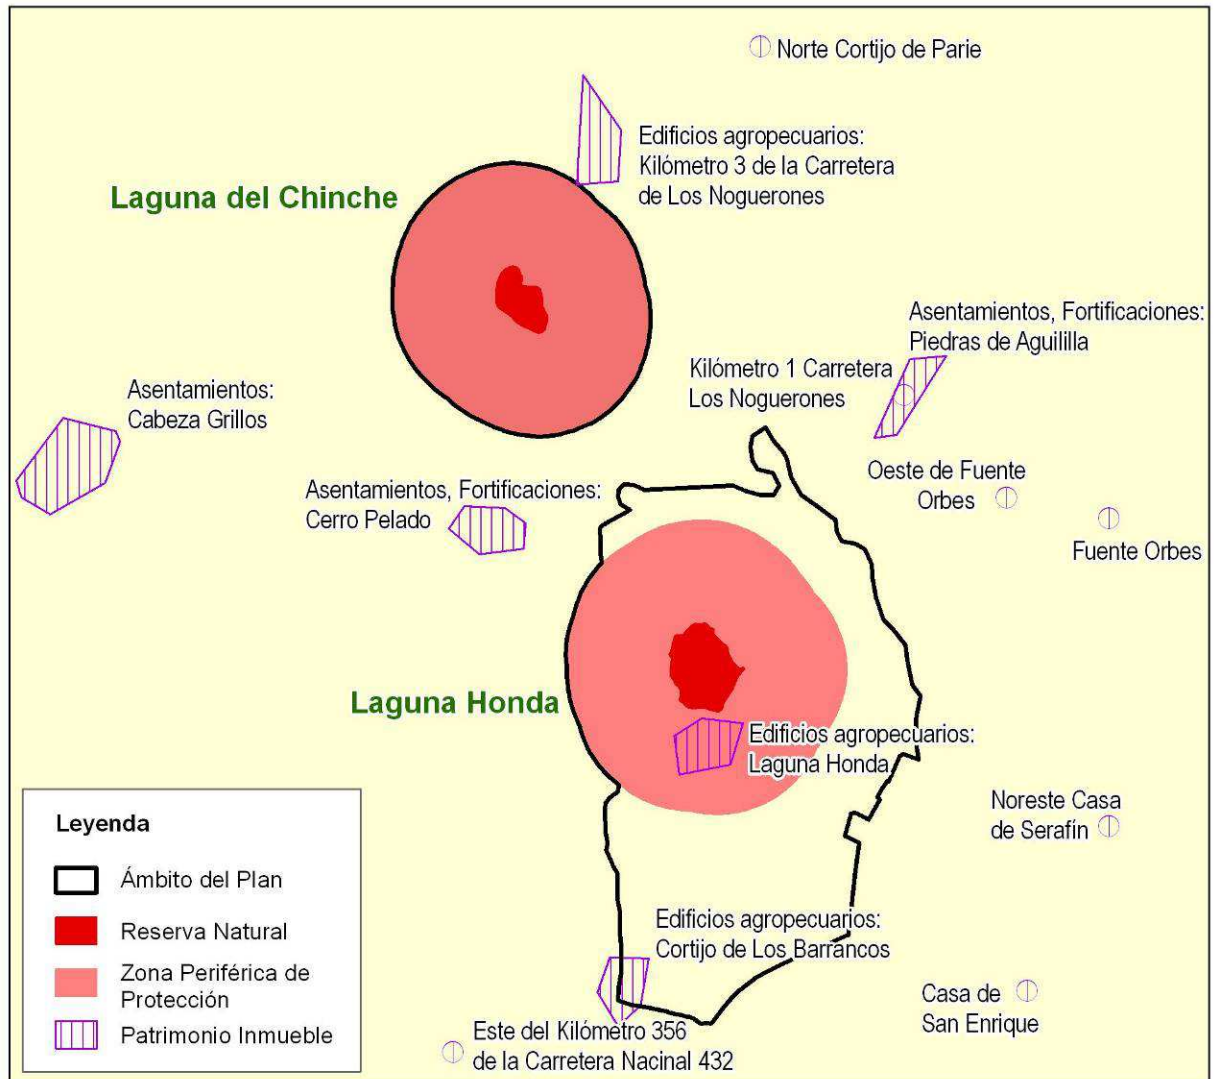 Norte Cortijo de Parie
Edificios agropecuarios:
Kilómetro 3 de la Carretera
de Los Noguerones
Laguna del Chinche
Asentamientos, Fortificaciones:
Piedras de Aguililla
Kilómetro 1 Carretera
Los Noguerones
Asentamientos:
Cabeza Grillos
Oeste de Fuente
Orbes
Asentamientos, Fortificaciones:
Cerro Pelado
Fuente Orbes
Laguna Honda
Edificios agropecuarios:
Laguna Honda
Noreste Casa
de Serafín
Edificios agropecuarios:
Cortijo de Los Barrancos
Casa de
San Enrique
Este del Kilómetro 356
de la Carretera Nacinal 432
Leyenda
Ámbito del Plan
Reserva Natural
Zona Periférica de
Protección
Patrimonio Inmueble